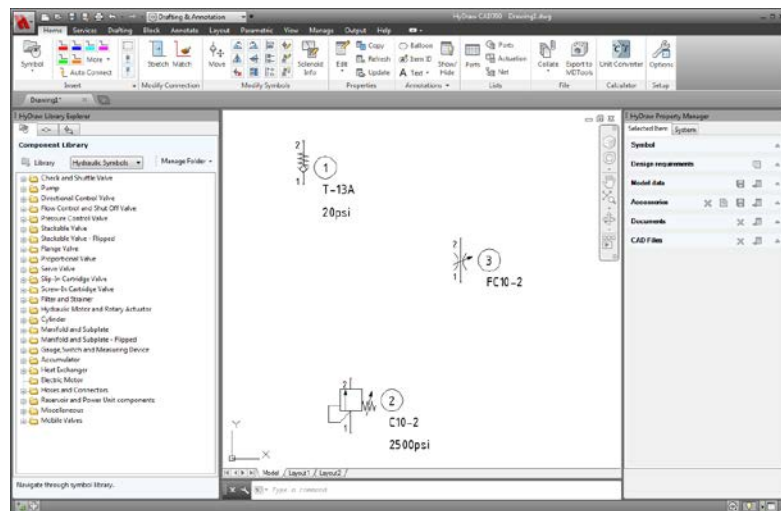 Drafting & Annotation
HyDraw CAD700 Drawing1.dwg
Home Services Drafting Block Annotate Layout Parametric View Manage Output Help
Symbol
More
Auto Connect
Stretch Match
Move
Solenoid Info
Edit
Copy
Refresh
Update
Balloon
Item ID
Text
Show/Hide
Parts
Ports
Actuation
Net
Collate
Export to MDTools
Unit Converter
Options
Insert
Modify Connection
Modify Symbols
Properties
Annotations
Lists
File
Calculator
Setup
Drawing1*
HyDraw Library Explorer
Component Library
Library
Hydraulic Symbols
Manage Folder
Check and Shuttle Valve
Pump
Directional Control Valve
Flow Control and Shut Off Valve
Pressure Control Valve
Stackable Valve
Stackable Valve - Flipped
Flange Valve
Proportional Valve
Servo Valve
Slip-In Cartridge Valve
Screw-In Cartridge Valve
Filter and Strainer
Hydraulic Motor and Rotary Actuator
Cylinder
Manifold and Subplate
Manifold and Subplate - Flipped
Gauge, Switch and Measuring Device
Accumulator
Heat Exchanger
Electric Motor
Hoses and Connectors
Reservoir and Power Unit components
Miscellaneous
Mobile Valves
Navigate through symbol library.
2
1
1
T-13A
20psi
2
1
3
FC10-2
2
1
2
C10-2
2500psi
Y
X
Model Layout1 Layout2
Type a command
HyDraw Property Manager
Selected Item System
Symbol
Design requirements
Model data
Accessories
Documents
CAD Files